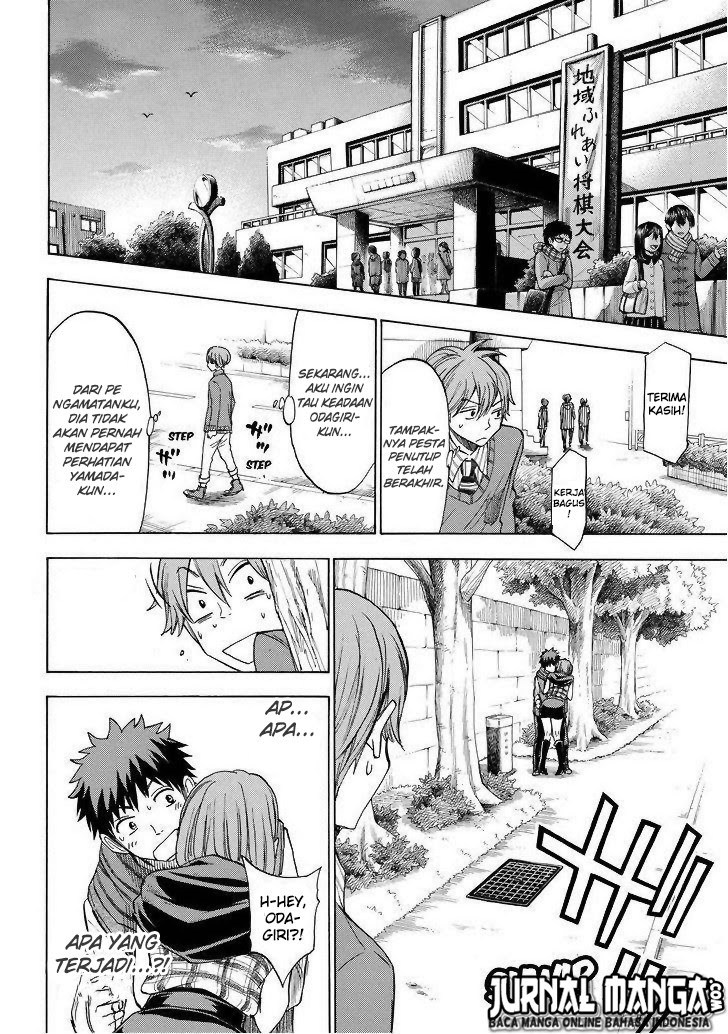 地域ふれあい将棋大会
TERIMA
KASIH!
KERJA
BAGUS
!
TAMPAK-
NYA PESTA
PENUTUP
TELAH
BERAKHIR.
SEKARANG...
AKU INGIN
TAU KEADAAN
ODAGIRI-
KUN...
STEP
STEP
DARI PE
NGAMATANKU,
DIA TIDAK
AKAN PERNAH
MENDAPAT
PERHATIAN
YAMADA-
KUN...
AP...
APA...
H-HEY,
ODA-
GIRI?!
APA YANG
TERJADI...?!
JURNAL MANGA.COM
BACA MANGA ONLINE BAHASA INDONESIA